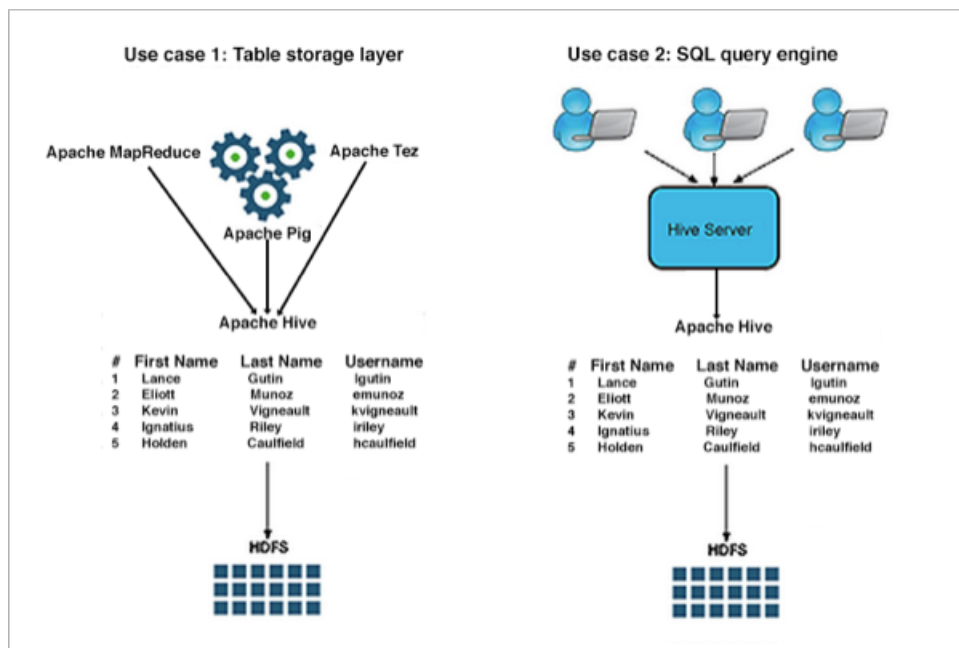 Use case 1: Table storage layer
Apache MapReduce
Apache Tez
Apache Pig
Apache Hive
# First Name Last Name Username
1 Lance Gutin lgutin
2 Eliott Munoz emunoz
3 Kevin Vigneault kvigneault
4 Ignatius Riley iriley
5 Holden Caulfield hcaulfield
HDFS
Use case 2: SQL query engine
Hive Server
Apache Hive
# First Name Last Name Username
1 Lance Gutin lgutin
2 Eliott Munoz emunoz
3 Kevin Vigneault kvigneault
4 Ignatius Riley iriley
5 Holden Caulfield hcaulfield
HDFS